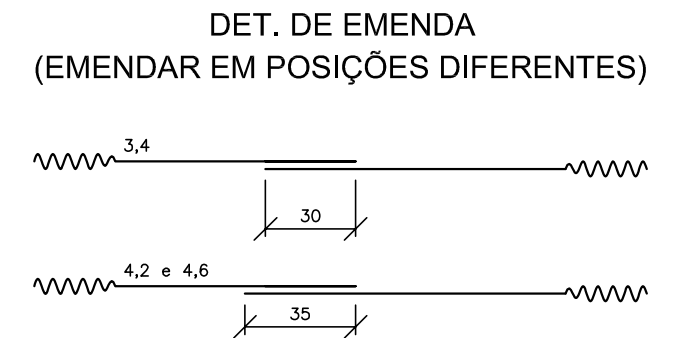 DET. DE EMENDA
(EMENDAR EM POSIÇÕES DIFERENTES)
3,4
30
4,2 e 4,6
35